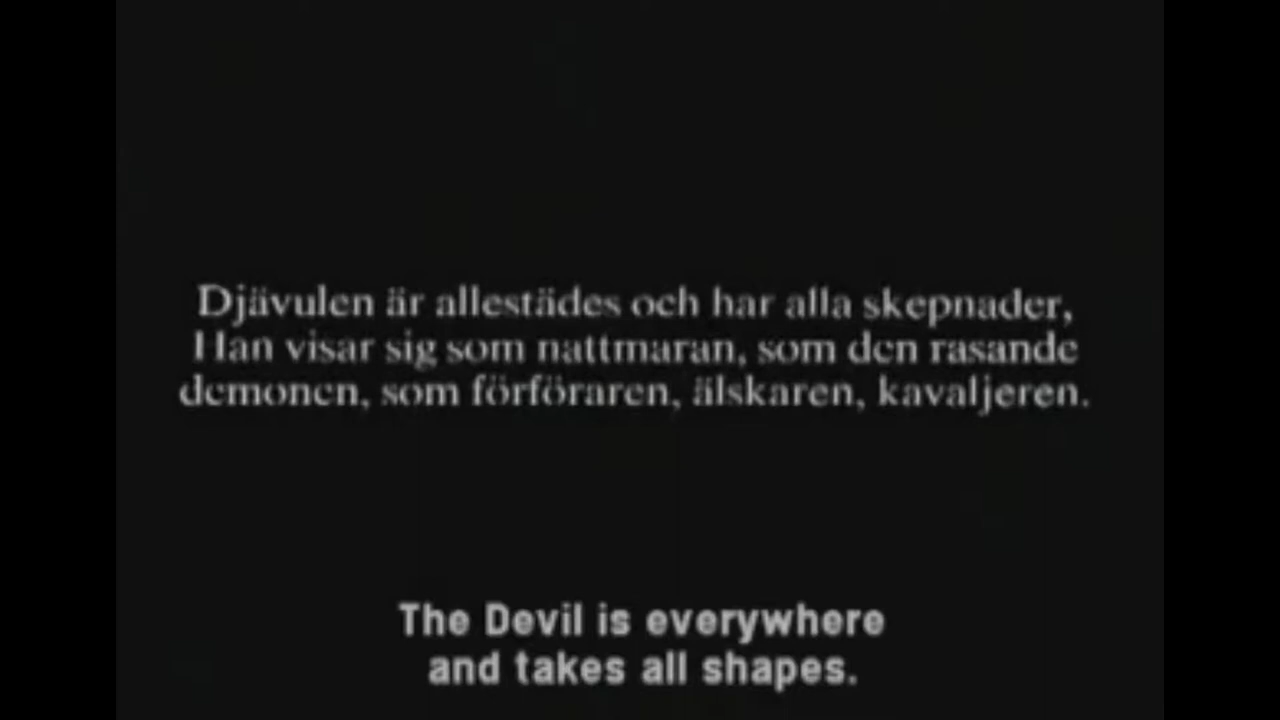 Djävulen är allestädes och har alla skepnader,
Han visar sig som nattmaran, som den rasande
demonen, som förföraren, älskaren, kavaljeren.
The Devil is everywhere
and takes all shapes.